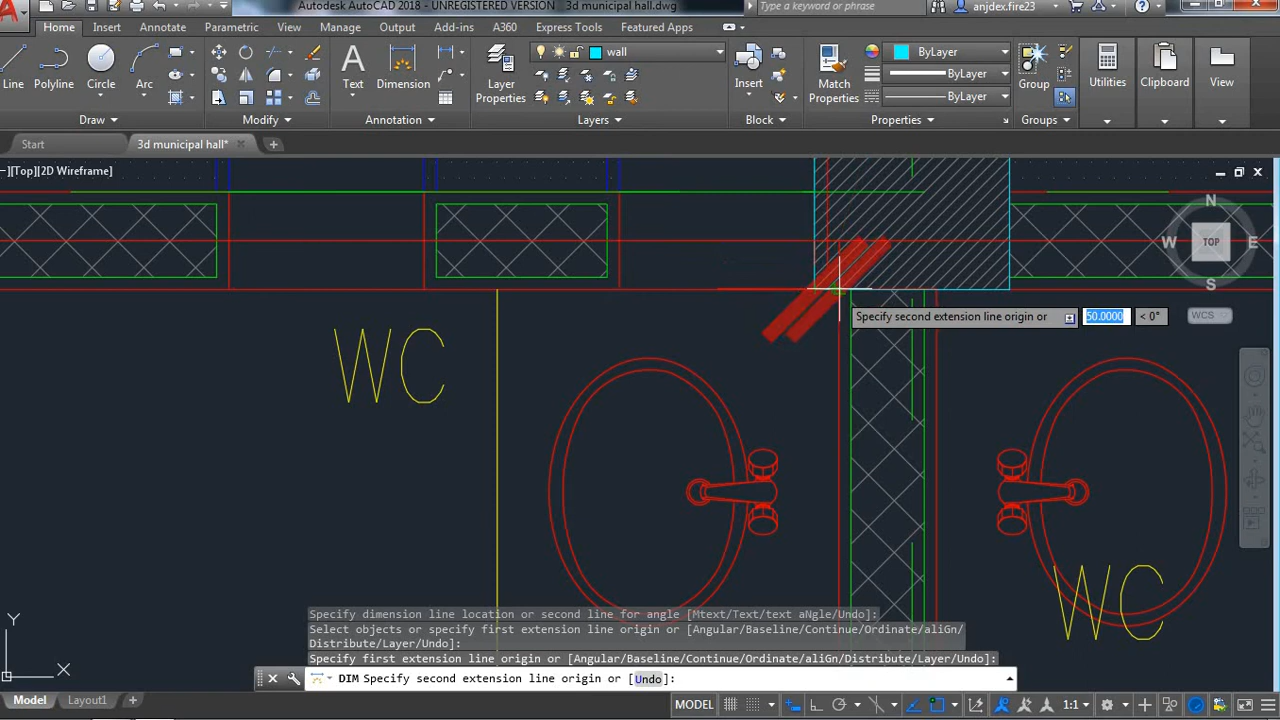 Autodesk AutoCAD 2018 - UNREGISTERED VERSION 3d municipal hall.dwg
Type a keyword or phrase
anjdex.fire23
Home Insert Annotate Parametric View Manage Output Add-ins A360 Express Tools Featured Apps
Line Polyline Circle Arc
Text Dimension
Layer Properties
wall
Insert
Match Properties
ByLayer
ByLayer
ByLayer
Group
Utilities
Clipboard
View
Draw Modify Annotation Layers Block Properties Groups
Start 3d municipal hall*
][Top][2D Wireframe]
N
W TOP E
S
WCS
Specify second extension line origin or 50.0000 < 0°
WC
WC
Specify dimension line location or second line for angle [Mtext/Text/text aNgle/Undo]:
Select objects or specify first extension line origin or [Angular/Baseline/Continue/Ordinate/aliGn/
Distribute/Layer/Undo]:
Specify first extension line origin or [Angular/Baseline/Continue/Ordinate/aliGn/Distribute/Layer/Undo]:
DIM Specify second extension line origin or [Undo]:
Y
X
Model Layout1
MODEL 1:1